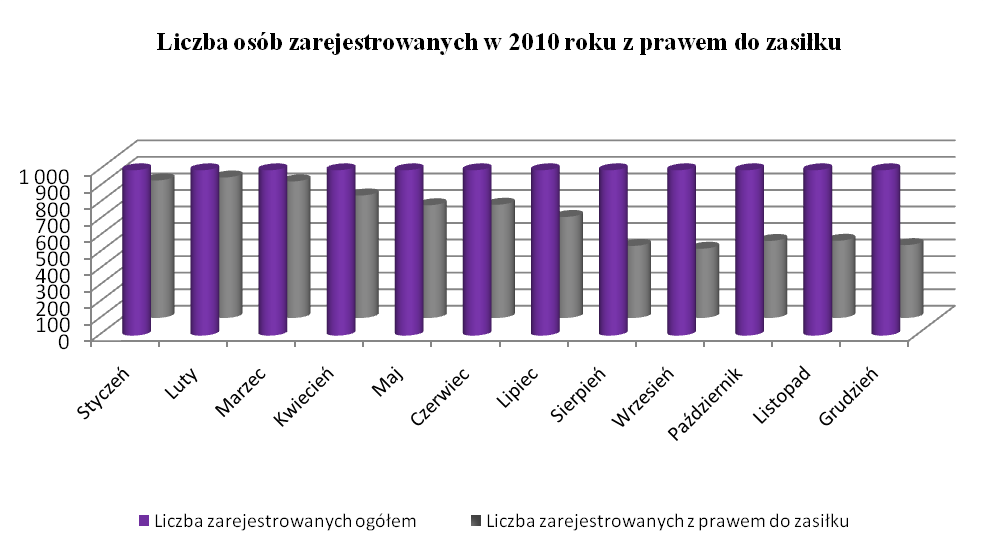 Liczba osób zarejestrowanych w 2010 roku z prawem do zasiłku
1 000
900
800
700
600
500
400
300
200
100
0
Styczeń
Luty
Marzec
Kwiecień
Maj
Czerwiec
Lipiec
Sierpień
Wrzesień
Październik
Listopad
Grudzień
Liczba zarejestrowanych ogółem
Liczba zarejestrowanych z prawem do zasiłku